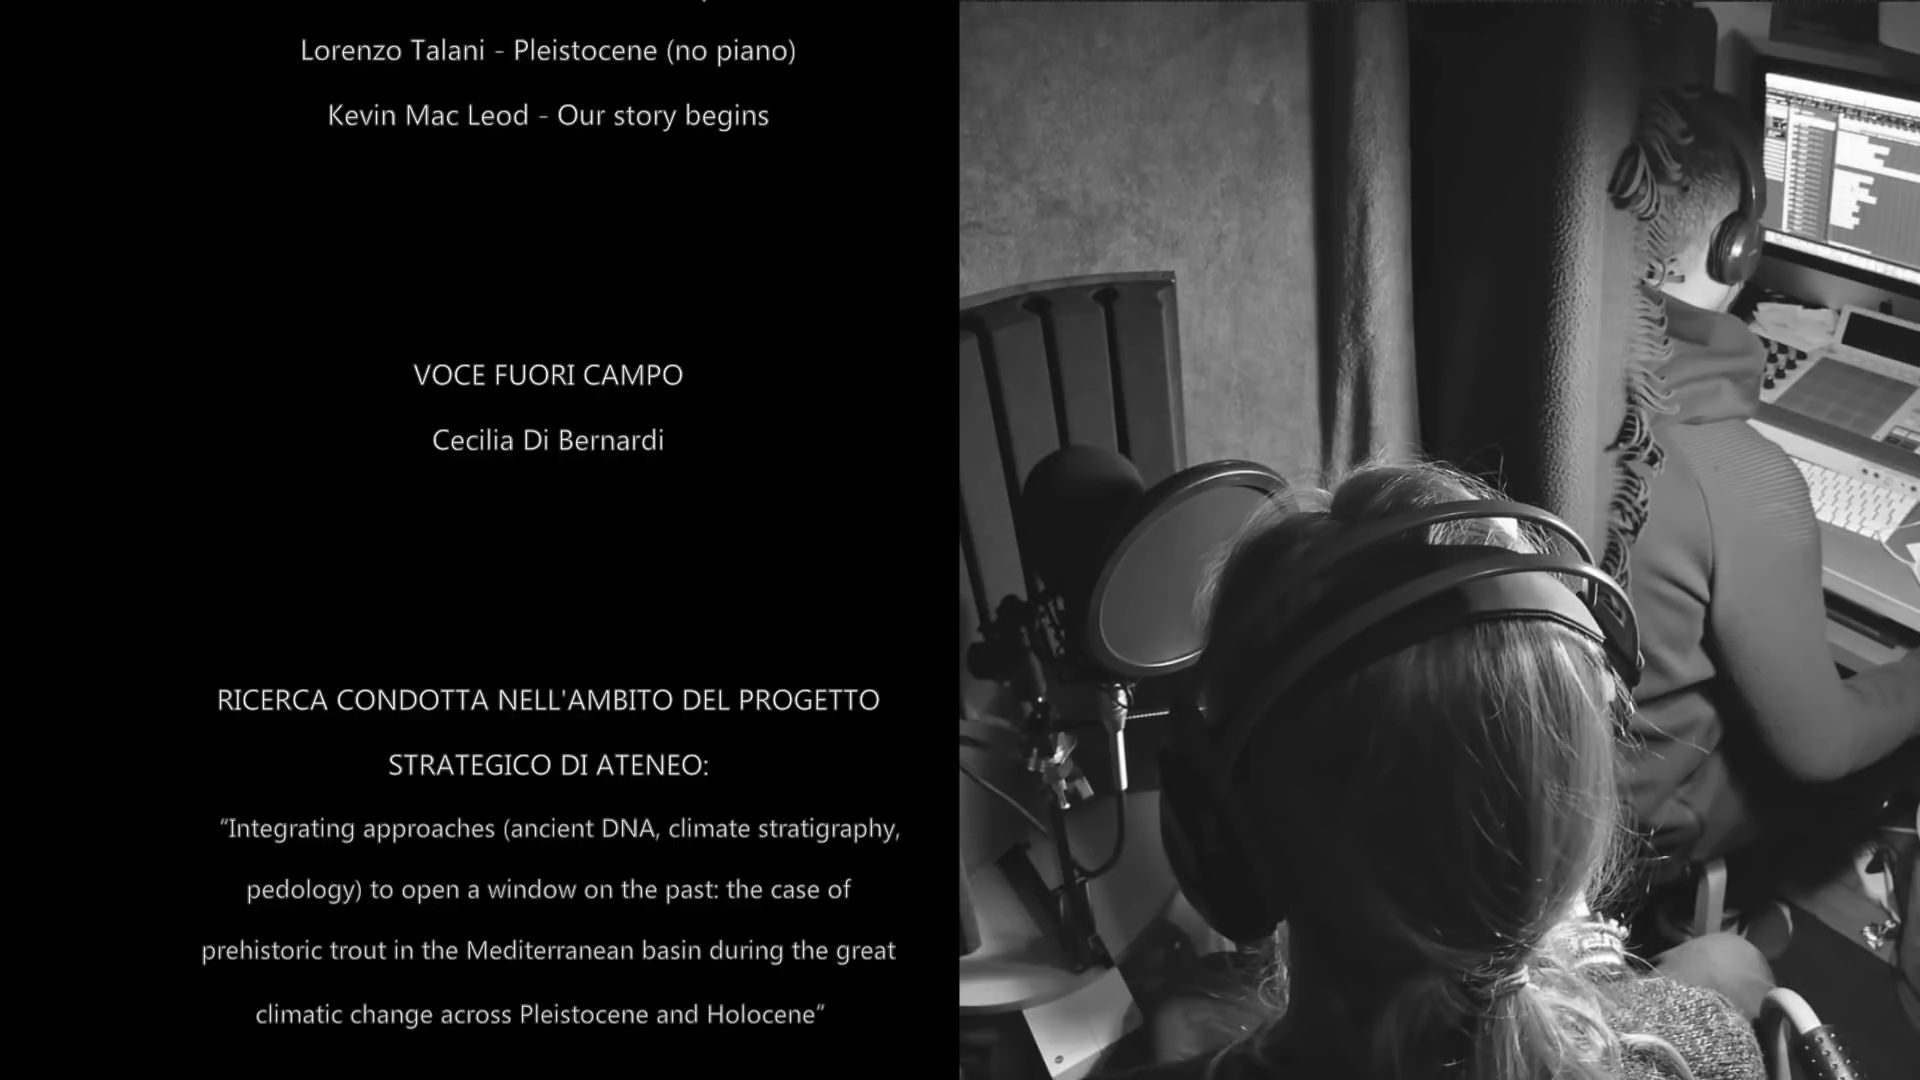 Lorenzo Talani - Pleistocene (no piano)
Kevin Mac Leod - Our story begins
VOCE FUORI CAMPO
Cecilia Di Bernardi
RICERCA CONDOTTA NELL'AMBITO DEL PROGETTO
STRATEGICO DI ATENEO:
“Integrating approaches (ancient DNA, climate stratigraphy,
pedology) to open a window on the past: the case of
prehistoric trout in the Mediterranean basin during the great
climatic change across Pleistocene and Holocene”